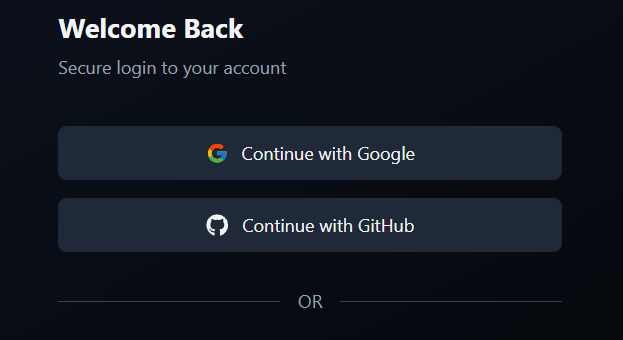 Welcome Back
Secure login to your account
Continue with Google
Continue with GitHub
OR